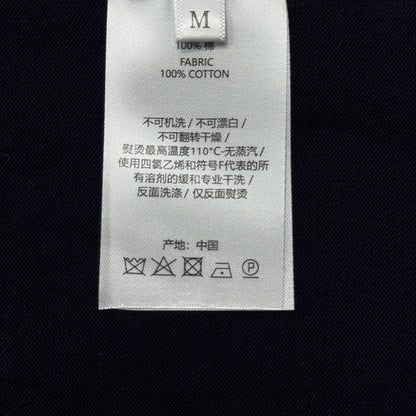 M
100% 棉
FABRIC
100% COTTON
不可机洗 / 不可漂白 /
不可翻转干燥 /
熨烫最高温度110°C-无蒸汽 /
使用四氯乙烯和符号F代表的所
有溶剂的缓和专业干洗 /
反面洗涤 / 仅反面熨烫
产地: 中国
P